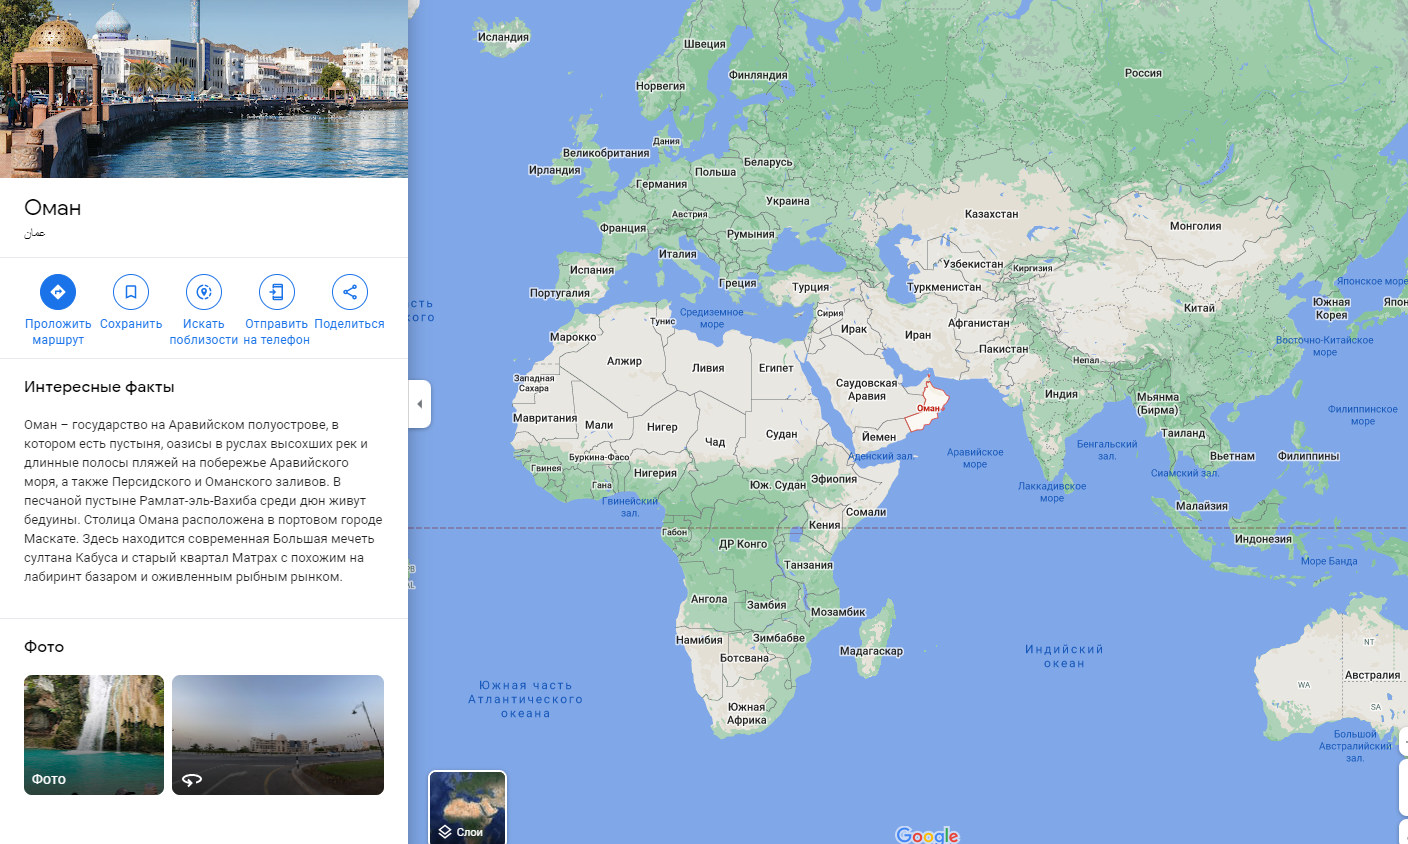 Оман
عمان
Проложить
маршрут
Сохранить
Искать
поблизости
Отправить
на телефон
Поделиться
Интересные факты
Оман – государство на Аравийском полуострове, в
котором есть пустыня, оазисы в руслах высохших рек и
длинные полосы пляжей на побережье Аравийского
моря, а также Персидского и Оманского заливов. В
песчаной пустыне Рамлат-эль-Вахиба среди дюн живут
бедуины. Столица Омана расположена в портовом городе
Маскате. Здесь находится современная Большая мечеть
султана Кабуса и старый квартал Матрах с похожим на
лабиринт базаром и оживленным рыбным рынком.
Фото
Фото
Исландия
Швеция
Финляндия
Россия
Норвегия
Дания
Великобритания
Ирландия
Беларусь
Польша
Германия
Украина
Австрия
Франция
Румыния
Казахстан
Монголия
Италия
Испания
Узбекистан
Киргизия
Португалия
Греция
Турция
Туркменистан
Японское море
Южная
Корея
Китай
Средиземное
море
Тунис
Сирия
Ирак
Иран
Афганистан
Марокко
Пакистан
Восточно-Китайское
море
Непал
Алжир
Ливия
Египет
Западная
Сахара
Саудовская
Аравия
Индия
Мьянма
(Бирма)
Оман
Филиппинское
море
Мавритания
Мали
Нигер
Чад
Судан
Йемен
Таиланд
Бенгальский
зал.
Аденский зал.
Аравийское
море
Вьетнам
Филиппины
Буркина-Фасо
Гвинея
Нигерия
Гана
Юж. Судан
Эфиопия
Сиамский зал.
Лаккадивское
море
Гвинейский
зал.
Сомали
Малайзия
Кения
Габон
ДР Конго
Индонезия
Танзания
Море Банда
Ангола
Замбия
Мозамбик
Намибия
Зимбабве
Ботсвана
Мадагаскар
Индийский
океан
NT
WA
Австралия
SA
Южная часть
Атлантического
океана
Южная
Африка
Большой
Австралийский
зал.
Слои
Google